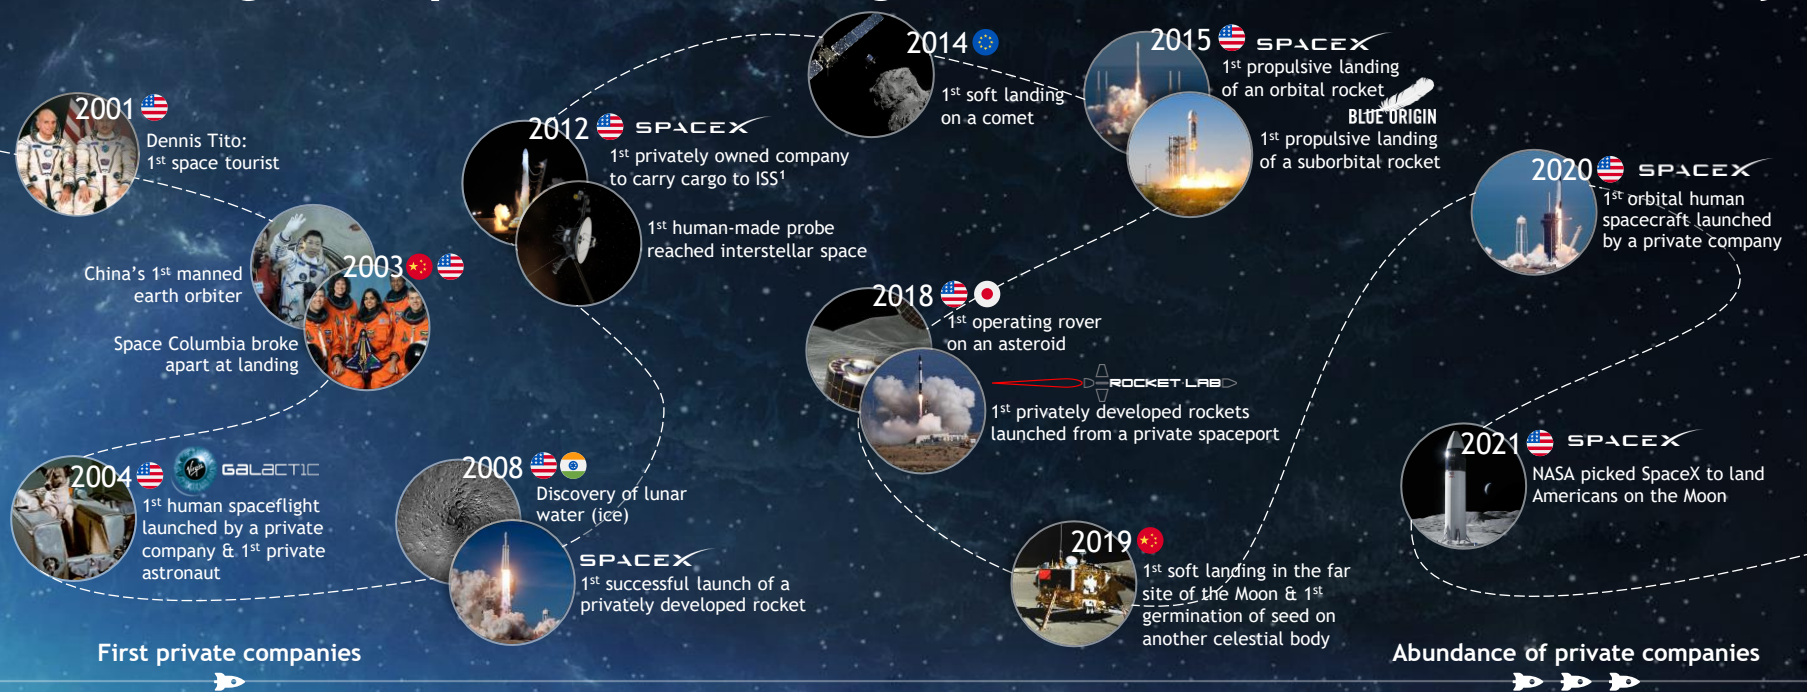 2001
Dennis Tito:
1st space tourist
China's 1st manned
earth orbiter
2003
Space Columbia broke
apart at landing
2004
Virgin GALACTIC
1st human spaceflight
launched by a private
company & 1st private
astronaut
2008
Discovery of lunar
water (ice)
SPACEX
1st successful launch of a
privately developed rocket
2012 SPACEX
1st privately owned company
to carry cargo to ISS1
1st human-made probe
reached interstellar space
2014
1st soft landing
on a comet
2015 SPACEX
1st propulsive landing
of an orbital rocket
BLUE ORIGIN
1st propulsive landing
of a suborbital rocket
2018
1st operating rover
on an asteroid
ROCKET LAB
1st privately developed rockets
launched from a private spaceport
2019
1st soft landing in the far
site of the Moon & 1st
germination of seed on
another celestial body
2020 SPACEX
1st orbital human
spacecraft launched
by a private company
2021 SPACEX
NASA picked SpaceX to land
Americans on the Moon
First private companies
Abundance of private companies